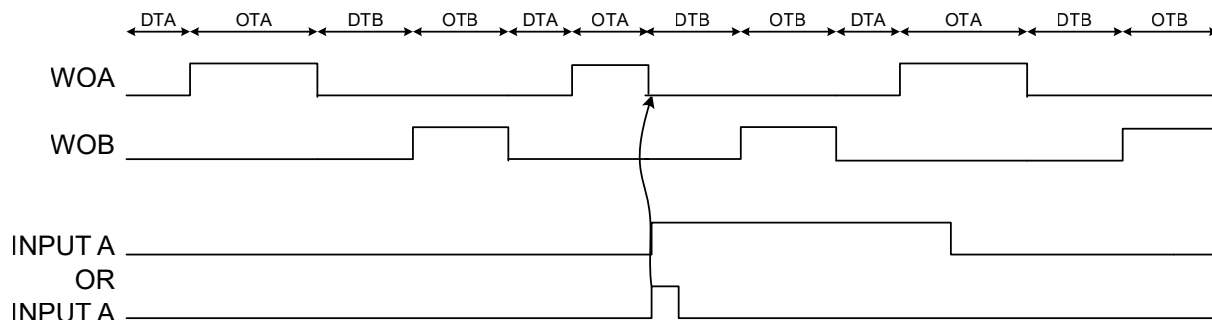 DTA OTA DTB OTB DTA OTA DTB OTB DTA OTA DTB OTB
WOA
WOB
INPUT A
OR
INPUT A